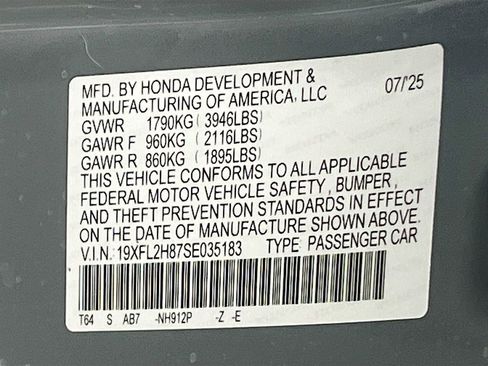 MFD. BY HONDA DEVELOPMENT &
MANUFACTURING OF AMERICA, LLC 07/'25
GVWR 1790KG ( 3946LBS)
GAWR F 960KG ( 2116LBS)
GAWR R 860KG ( 1895LBS)
THIS VEHICLE CONFORMS TO ALL APPLICABLE
FEDERAL MOTOR VEHICLE SAFETY, BUMPER,
AND THEFT PREVENTION STANDARDS IN EFFECT
ON THE DATE OF MANUFACTURE SHOWN ABOVE.
V.I.N. 19XFL2H87SE035183 TYPE: PASSENGER CAR
T64 S AB7 -NH912P -Z -E